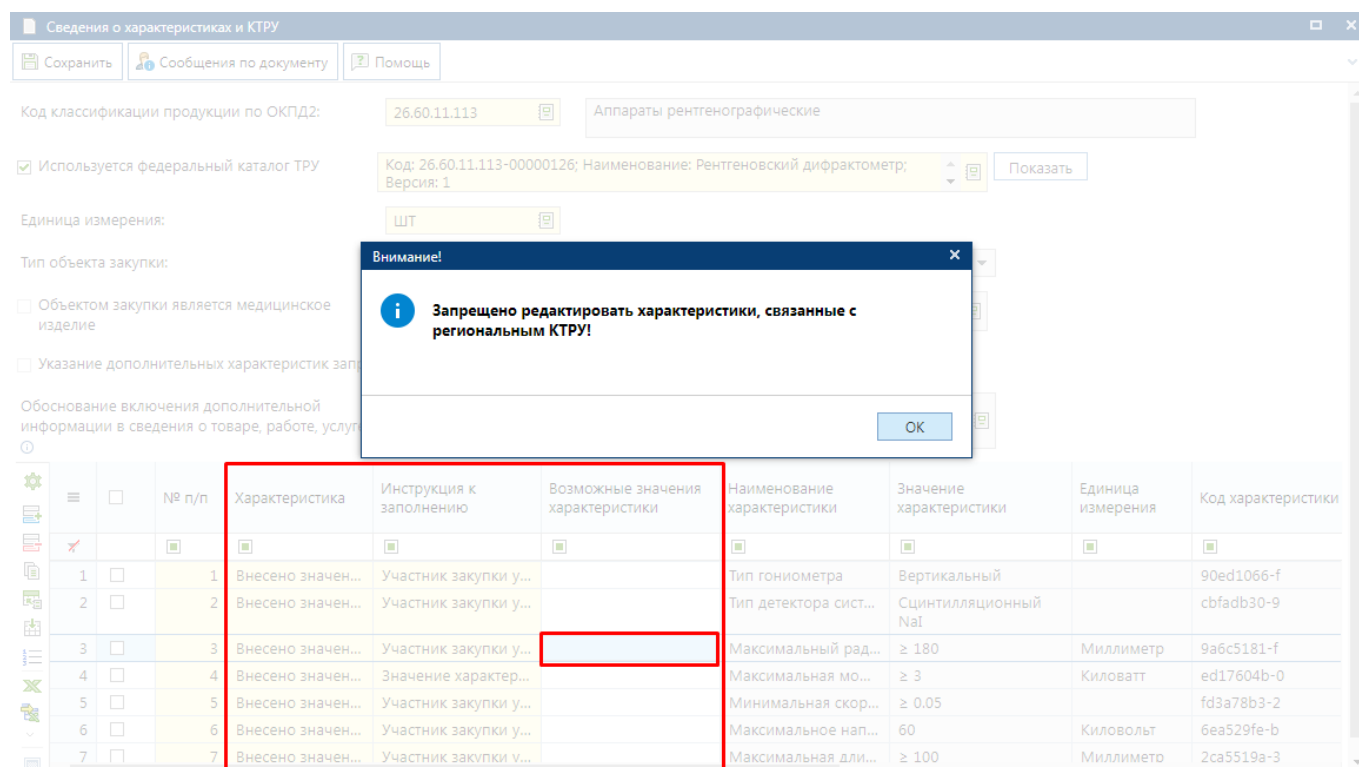 Сведения о характеристиках и КТРУ
Сохранить Сообщения по документу Помощь
Код классификации продукции по ОКПД2: 26.60.11.113 Аппараты рентгенографические
Используется федеральный каталог ТРУ Код: 26.60.11.113-00000126; Наименование: Рентгеновский дифрактометр; Показать
Версия: 1
Единица измерения: ШТ
Внимание!
Тип объекта закупки:
Запрещено редактировать характеристики, связанные с
региональным КТРУ!
Объектом закупки является медицинское
изделие
Указание дополнительных характеристик зап
Обоснование включения дополнительной
информации в сведения о товаре, работе, услуг
ОК
№ п/п Характеристика Инструкция к заполнению Возможные значения характеристики Наименование характеристики Значение характеристики Единица измерения Код характеристики
1 1 Внесено значен... Участник закупки у... Тип гониометра Вертикальный 90ed1066-f
2 2 Внесено значен... Участник закупки у... Тип детектора сист... Сцинтилляционный NaI cbfadb30-9
3 3 Внесено значен... Участник закупки у... Максимальный рад... ≥ 180 Миллиметр 9a6c5181-f
4 4 Внесено значен... Значение характер... Максимальная мо... ≥ 3 Киловатт ed17604b-0
5 5 Внесено значен... Участник закупки у... Минимальная скор... ≥ 0.05 fd3a78b3-2
6 6 Внесено значен... Участник закупки у... Максимальное нап... 60 Киловольт 6ea529fe-b
7 7 Внесено значен... Участник закупки у... Максимальная дли... ≥ 100 Миллиметр 2ca5519a-3